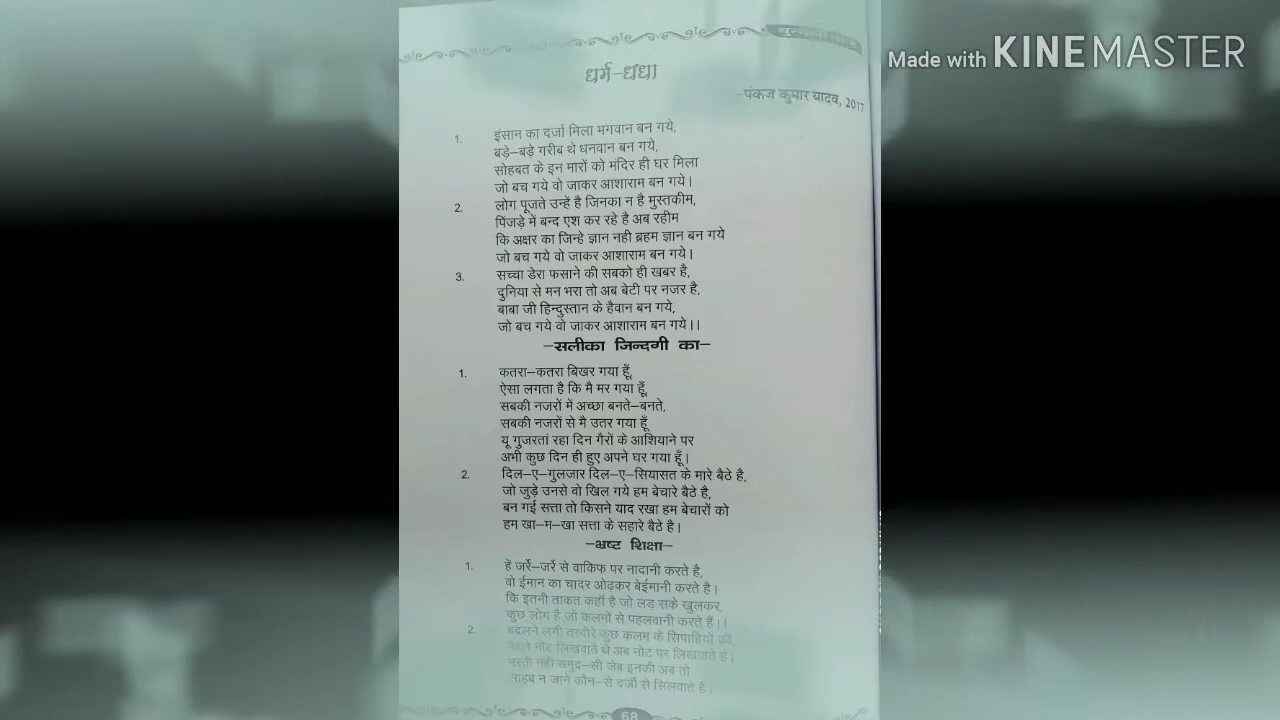 Made with KINEMASTER
धर्म–धंधा
–पंकज कुमार यादव, 2017
1. इंसान का दर्जा मिला भगवान बन गये,
बड़े–बड़े गरीब थे धनवान बन गये,
सोहबत के इन मारों को मंदिर ही घर मिला
जो बच गये वो जाकर आशाराम बन गये।
2. लोग पूजते उन्हें है जिनका न है मुस्तकीम,
पिंजड़े में बन्द एश कर रहे है अब रहीम
कि अक्षर का जिन्हे ज्ञान नही ब्रहम ज्ञान बन गये
जो बच गये वो जाकर आशाराम बन गये।
3. सच्चा डेरा फसाने की सबको ही खबर है,
दुनिया से मन भरा तो अब बेटी पर नजर है,
बाबा जी हिन्दुस्तान के हैवान बन गये,
जो बच गये वो जाकर आशाराम बन गये।।
–सलीका जिन्दगी का–
1. कतरा–कतरा बिखर गया हूँ,
ऐसा लगता है कि मै मर गया हूँ,
सबकी नजरों में अच्छा बनते–बनते,
सबकी नजरों से मै उतर गया हूँ
यू गुजरतां रहा दिन गैरों के आशियाने पर
अभी कुछ दिन ही हुए अपने घर गया हूँ।
2. दिल–ए–गुलजार दिल–ए–सियासत के मारे बैठे है,
जो जुड़े उनसे वो खिल गये हम बेचारे बैठे है,
बन गई सत्ता तो किसने याद रखा हम बेचारों को
हम खा–म–खा सत्ता के सहारे बैठे है।
–भ्रष्ट शिक्षा–
1. हें जर्रे–जर्रे से वाकिफ पर नादानी करते है,
वो ईमान का चादर ओढ़कर बेईमानी करते है।
कि इतनी ताकत कहाँ है जो लड़ सके खुलकर,
कुछ लोग है जो कलमों से पहलवानी करते हैं।।
2. बदलने लगी तस्वीरे कुछ कलम के सिपाहियों की,
नोट लिखवाते थे अब नोट पर लिखवाते है।
भरती नही समुद्र–सी जेब इनकी अब तो
साहब न जाने कौन–से दर्जी से सिलवाते है।
68